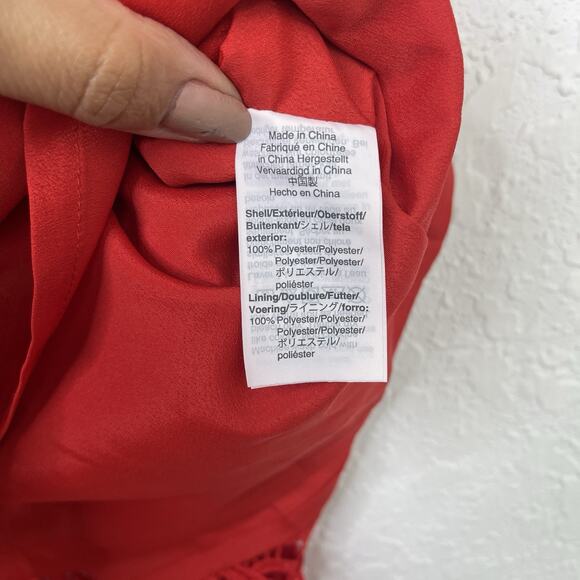 Made in China
Fabriqué en Chine
in China Hergestellt
Vervaardigd in China
中国製
Hecho en China
Shell/Extérieur/Oberstoff/
Buitenkant/シェル/tela
exterior:
100% Polyester/Polyester/
Polyester/Polyester/
ポリエステル/
poliéster
Lining/Doublure/Futter/
Voering/ライニング/forro:
100% Polyester/Polyester/
Polyester/Polyester/
ポリエステル/
poliéster